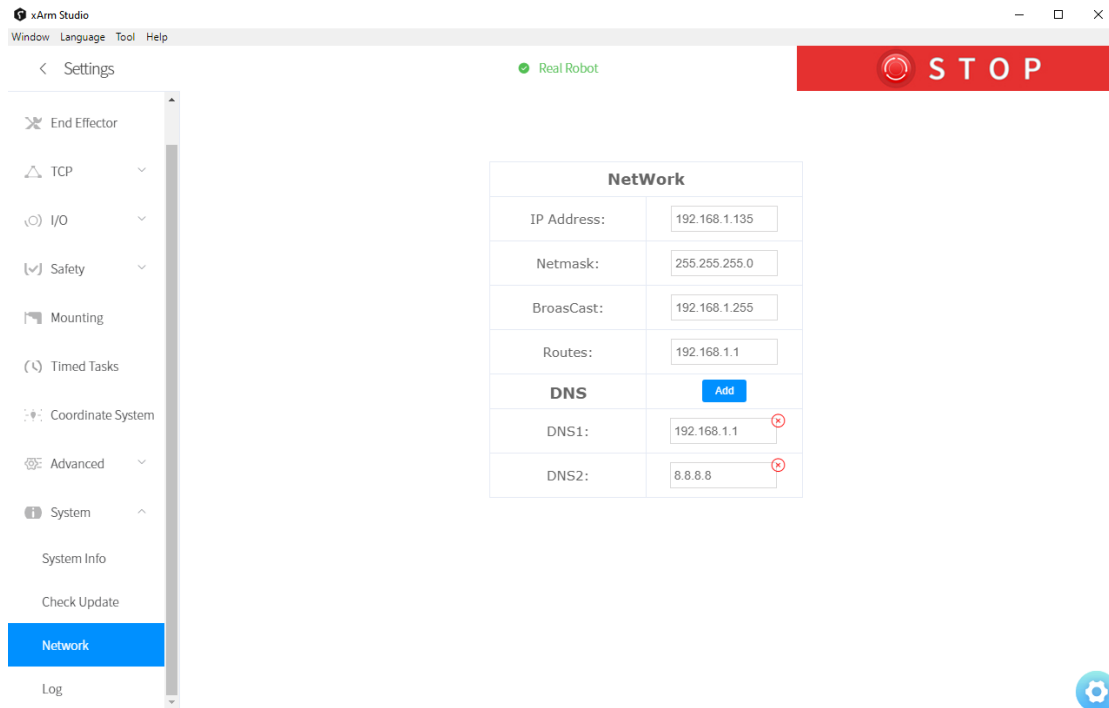 xArm Studio
Window Language Tool Help
Settings
Real Robot
STOP
End Effector
TCP
I/O
Safety
Mounting
Timed Tasks
Coordinate System
Advanced
System
System Info
Check Update
Network
Log
NetWork
IP Address: 192.168.1.135
Netmask: 255.255.255.0
BroasCast: 192.168.1.255
Routes: 192.168.1.1
DNS Add
DNS1: 192.168.1.1
DNS2: 8.8.8.8